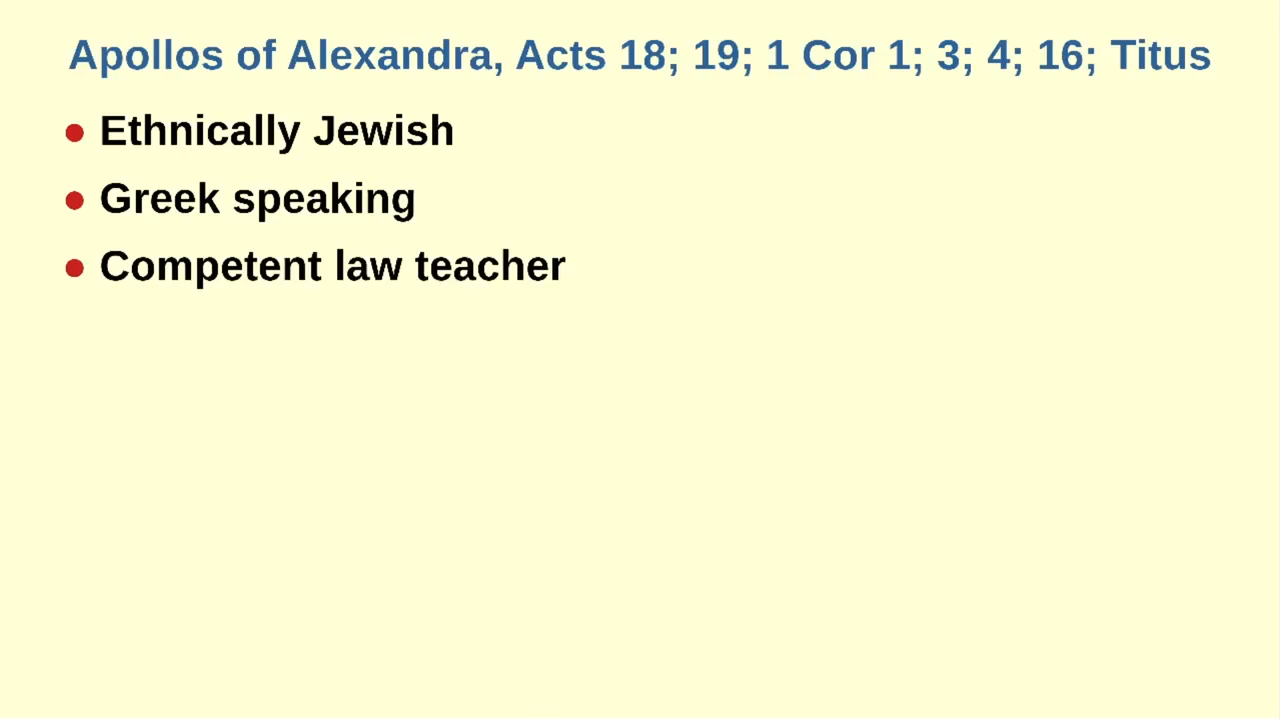 Apollos of Alexandra, Acts 18; 19; 1 Cor 1; 3; 4; 16; Titus
● Ethnically Jewish
● Greek speaking
● Competent law teacher